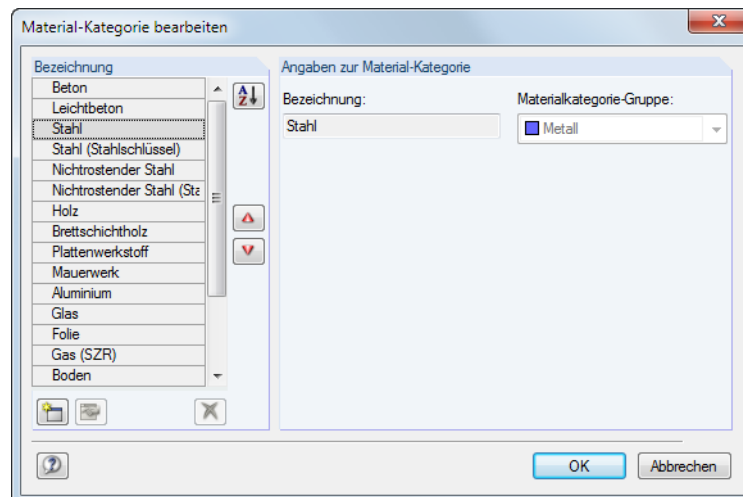 Material-Kategorie bearbeiten
Bezeichnung
Beton
Leichtbeton
Stahl
Stahl (Stahlschlüssel)
Nichtrostender Stahl
Nichtrostender Stahl (Sta
Holz
Brettschichtholz
Plattenwerkstoff
Mauerwerk
Aluminium
Glas
Folie
Gas (SZR)
Boden
A
Z
Angaben zur Material-Kategorie
Bezeichnung: Materialkategorie-Gruppe:
Stahl Metall
OK Abbrechen